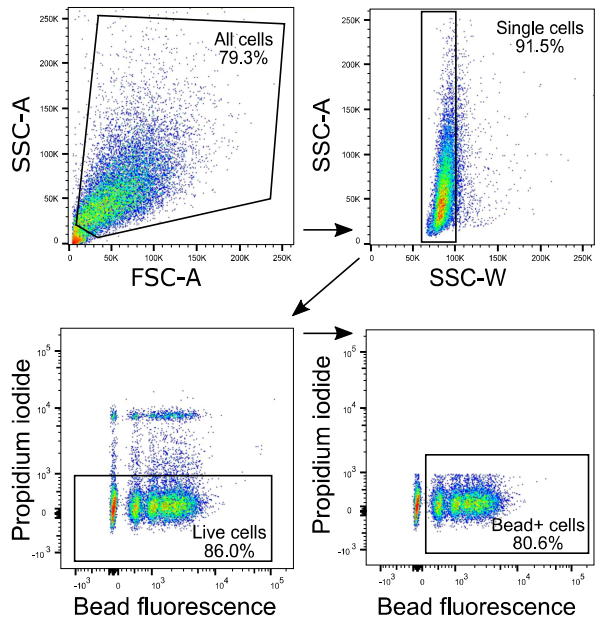 All cells
79.3%
250K
200K
150K
100K
50K
0
SSC-A
0 50K 100K 150K 200K 250K
FSC-A
Single cells
91.5%
250K
200K
150K
100K
50K
0
SSC-A
0 50K 100K 150K 200K 250K
SSC-W
10^5
10^4
10^3
0
-10^3
Propidium iodide
Live cells
86.0%
-10^3 0 10^3 10^4 10^5
Bead fluorescence
10^5
10^4
10^3
0
-10^3
Propidium iodide
Bead+ cells
80.6%
-10^3 0 10^3 10^4 10^5
Bead fluorescence